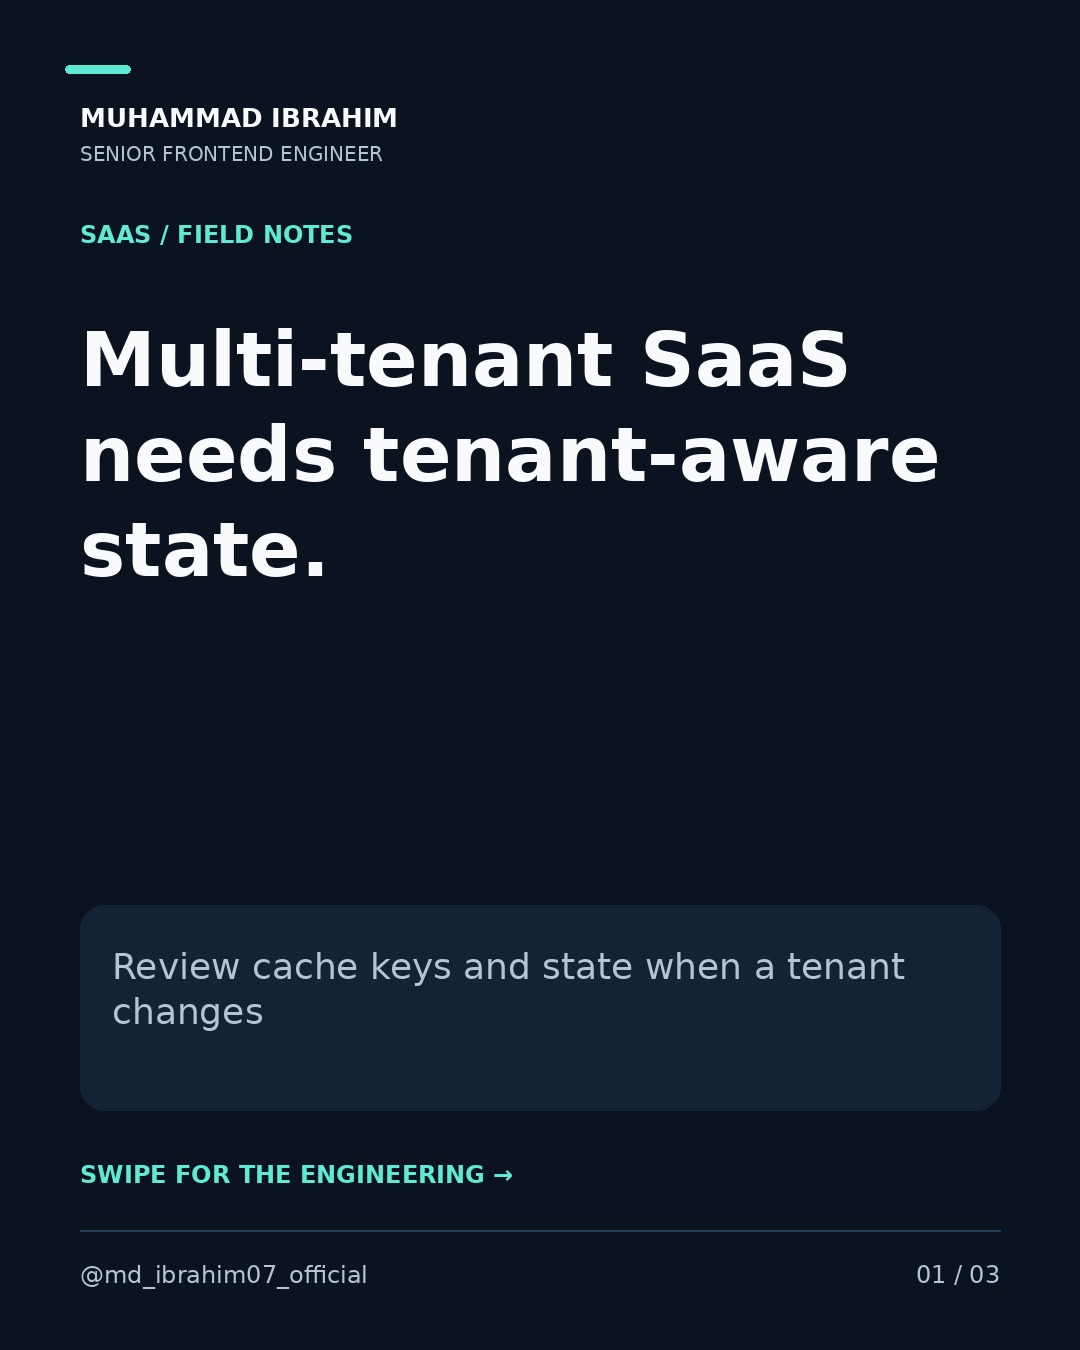 MUHAMMAD IBRAHIM
SENIOR FRONTEND ENGINEER
SAAS / FIELD NOTES
Multi-tenant SaaS
needs tenant-aware
state.
Review cache keys and state when a tenant
changes
SWIPE FOR THE ENGINEERING →
@md_ibrahim07_official
01 / 03